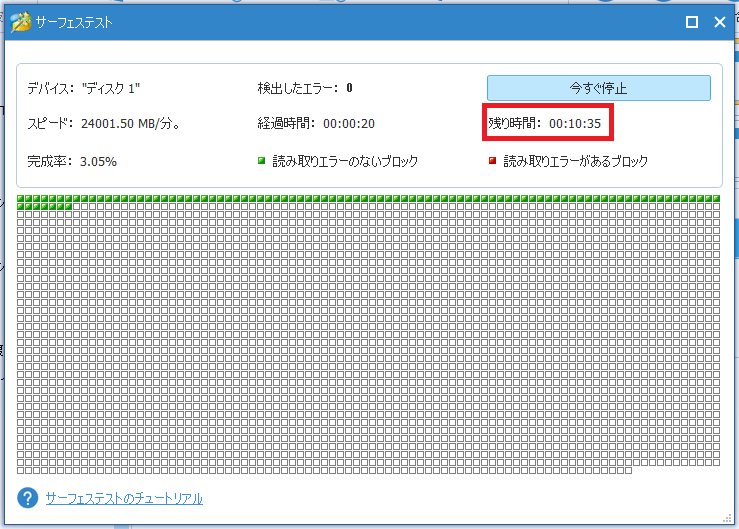 サーフェステスト
デバイス: "ディスク 1"
検出したエラー: 0
今すぐ停止
スピード: 24001.50 MB/分。
経過時間: 00:00:20
残り時間: 00:10:35
完成率: 3.05%
読み取りエラーのないブロック
読み取りエラーがあるブロック
?
サーフェステストのチュートリアル